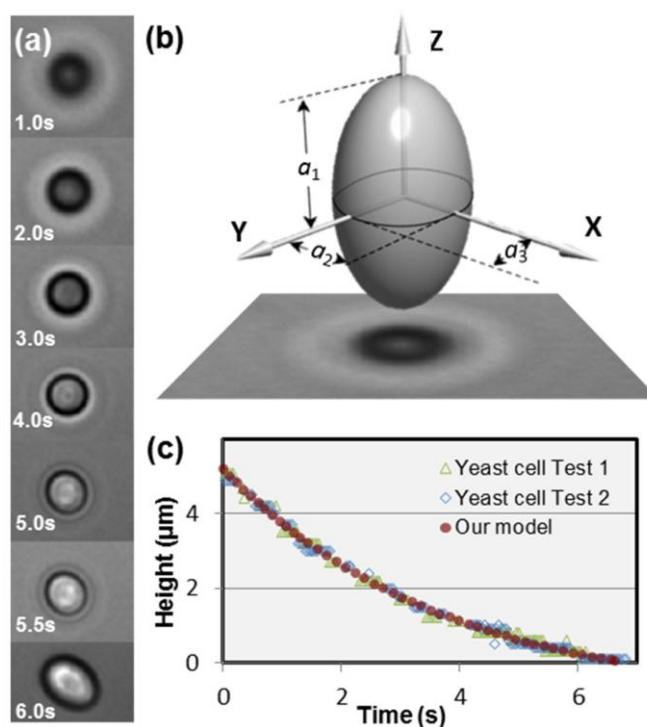 (a)
1.0s
2.0s
3.0s
4.0s
5.0s
5.5s
6.0s
(b)
Z
a1
Y
a2
a3
X
(c)
Yeast cell Test 1
Yeast cell Test 2
Our model
Height (μm)
4
2
0
0 2 4 6
Time (s)